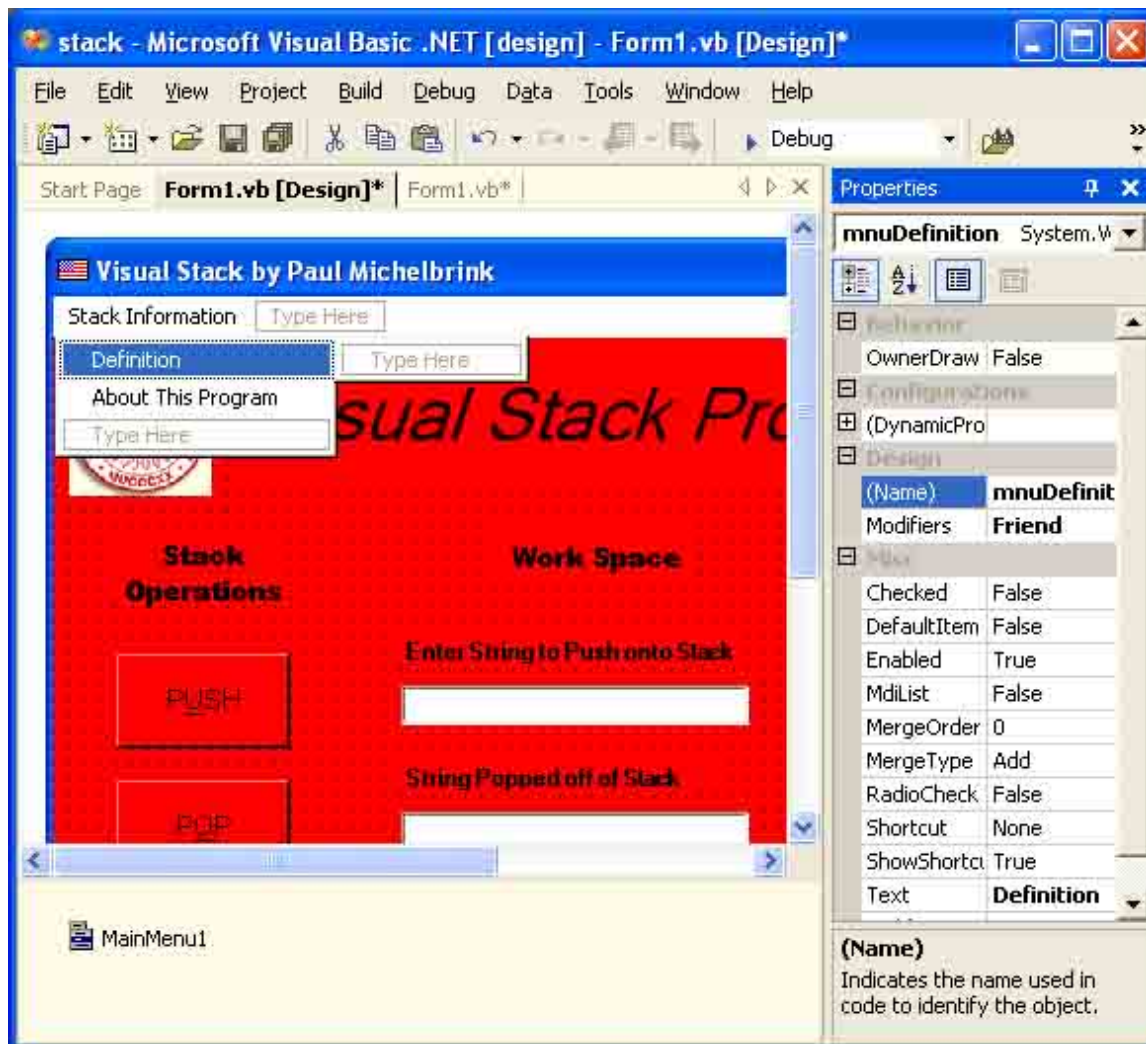 stack - Microsoft Visual Basic .NET [design] - Form1.vb [Design]*
File Edit View Project Build Debug Data Tools Window Help
Debug
Start Page Form1.vb [Design]* Form1.vb*
Visual Stack by Paul Michelbrink
Stack Information Type Here
Definition Type Here
About This Program
Type Here
sual Stack Pro
Stack
Operations
Work Space
Enter String to Push onto Stack
PUSH
String Popped off of Stack
POP
MainMenu1
Properties
mnuDefinition System.W
Behavior
OwnerDraw False
Configurations
(DynamicPro
Design
(Name) mnuDefinit
Modifiers Friend
Misc
Checked False
DefaultItem False
Enabled True
MdiList False
MergeOrder 0
MergeType Add
RadioCheck False
Shortcut None
ShowShortcu True
Text Definition
(Name)
Indicates the name used in
code to identify the object.